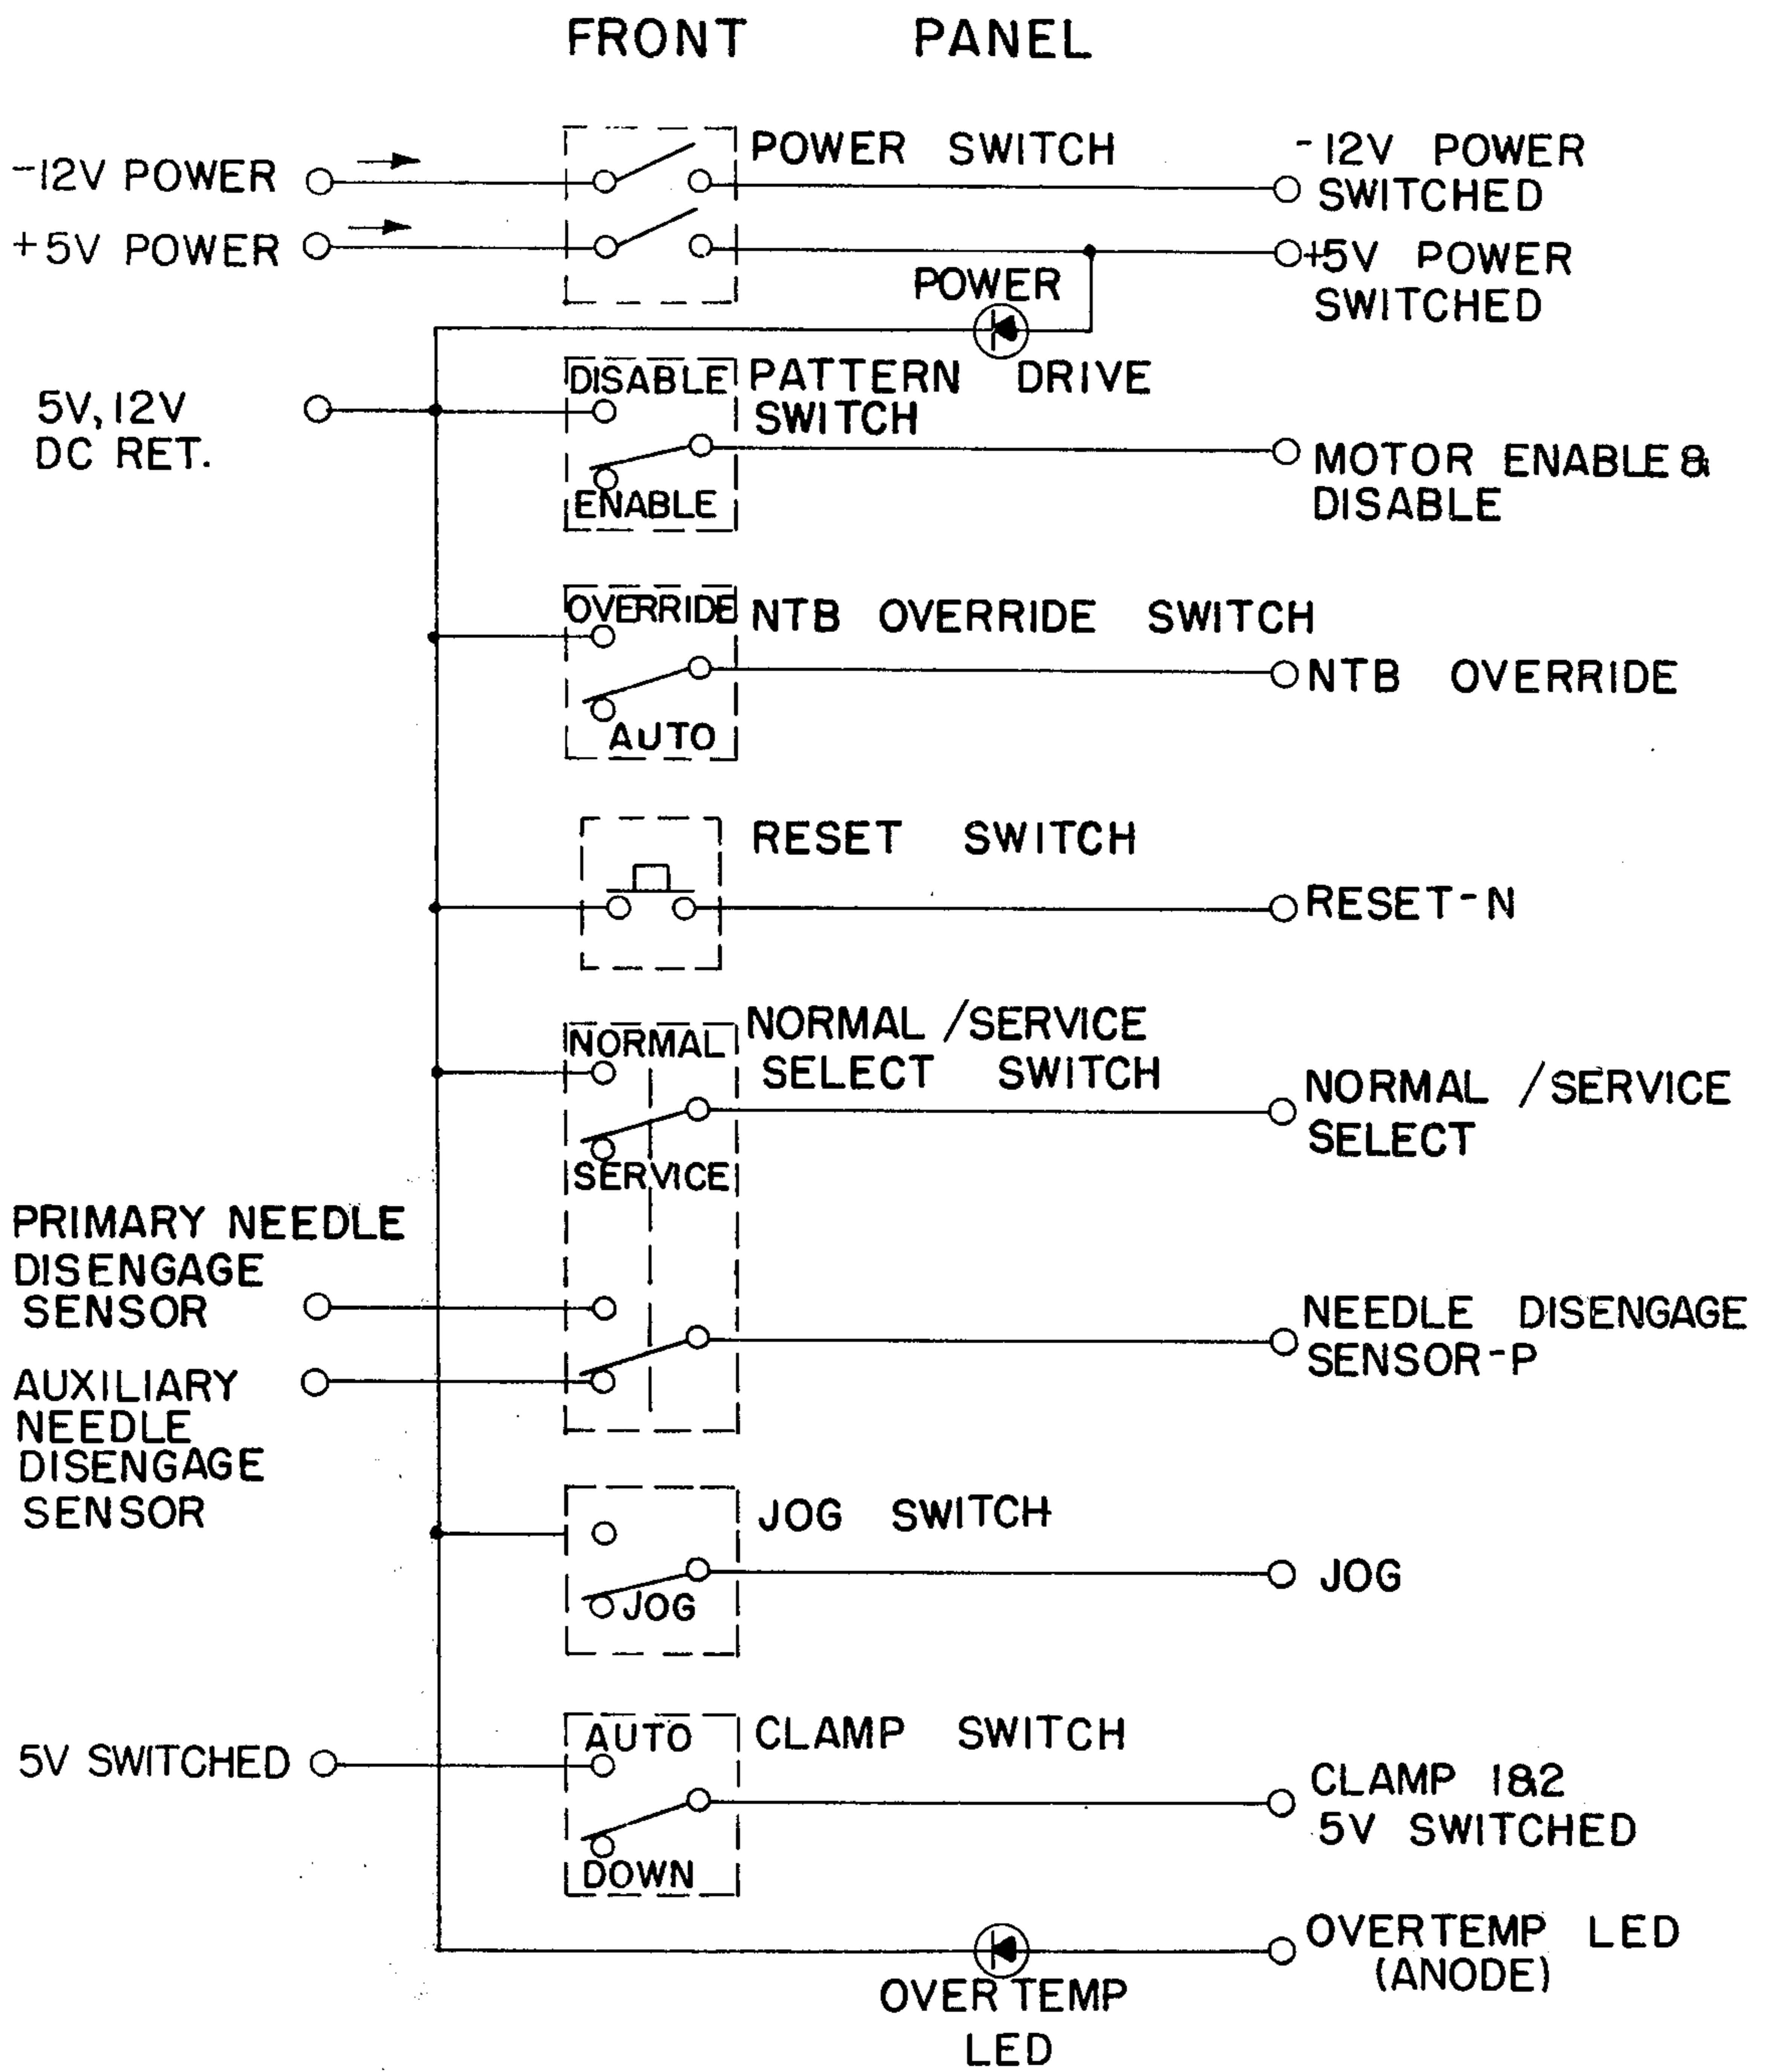 FRONT PANEL
-12V POWER
POWER SWITCH
-12V POWER
SWITCHED
+5V POWER
+5V POWER
SWITCHED
POWER
5V, 12V
DC RET.
DISABLE
ENABLE
PATTERN DRIVE
SWITCH
MOTOR ENABLE &
DISABLE
OVERRIDE
AUTO
NTB OVERRIDE SWITCH
NTB OVERRIDE
RESET SWITCH
RESET-N
NORMAL
SERVICE
NORMAL /SERVICE
SELECT SWITCH
NORMAL /SERVICE
SELECT
PRIMARY NEEDLE
DISENGAGE
SENSOR
NEEDLE DISENGAGE
SENSOR-P
AUXILIARY
NEEDLE
DISENGAGE
SENSOR
JOG SWITCH
JOG
JOG
5V SWITCHED
AUTO
DOWN
CLAMP SWITCH
CLAMP 1&2
5V SWITCHED
OVER TEMP
LED
OVERTEMP LED
(ANODE)